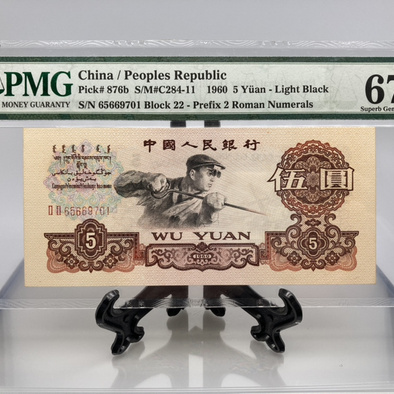 PMG
MONEY GUARANTY
China / Peoples Republic
Pick# 876b S/M#C284-11 1960 5 Yüan - Light Black
S/N 65669701 Block 22 - Prefix 2 Roman Numerals
67
Superb Gem
中國人民銀行
伍圓
65669701
5
WU YUAN
1960
5